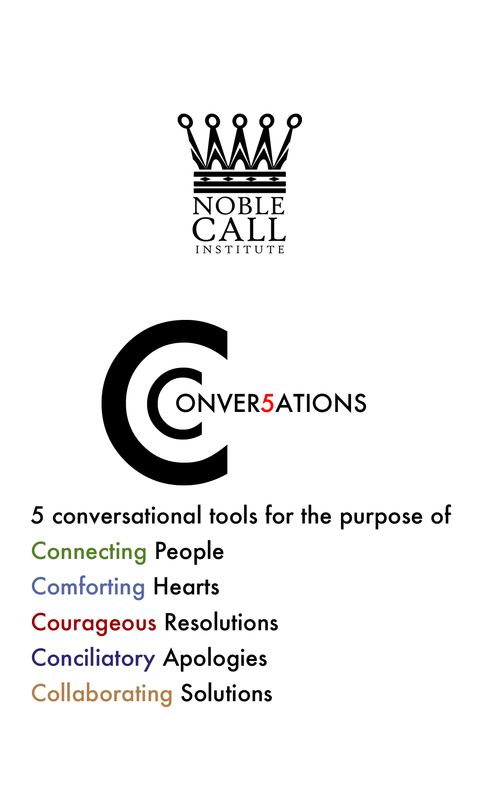 NOBLE
CALL
INSTITUTE
CONVER5ATIONS
5 conversational tools for the purpose of
Connecting People
Comforting Hearts
Courageous Resolutions
Conciliatory Apologies
Collaborating Solutions